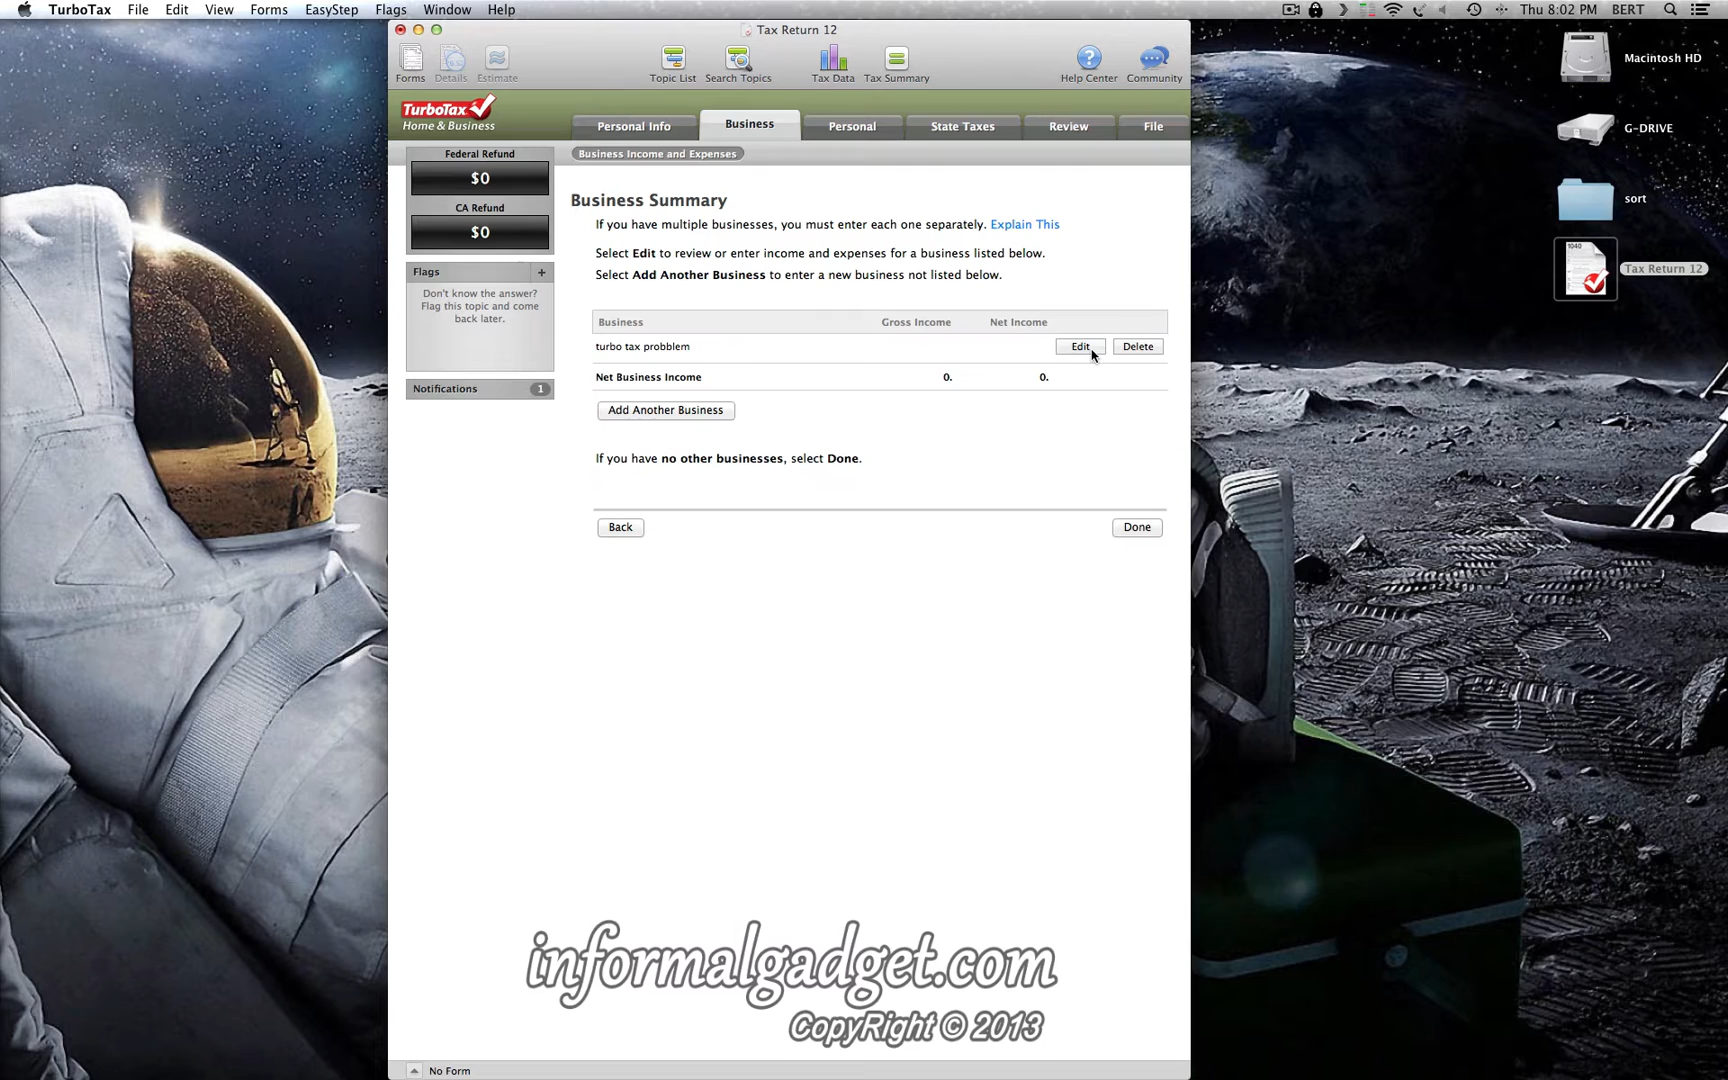 TurboTax File Edit View Forms EasyStep Flags Window Help Thu 8:02 PM BERT
Tax Return 12
Macintosh HD
Forms Details Estimate Topic List Search Topics Tax Data Tax Summary Help Center Community
TurboTax
Home & Business
Personal Info Business Personal State Taxes Review File
G-DRIVE
Federal Refund
$0
CA Refund
$0
Business Income and Expenses
Business Summary
If you have multiple businesses, you must enter each one separately. Explain This
Select Edit to review or enter income and expenses for a business listed below.
Select Add Another Business to enter a new business not listed below.
sort
1040
Tax Return 12
Flags +
Don't know the answer?
Flag this topic and come
back later.
Notifications 1
Business Gross Income Net Income
turbo tax probblem Edit Delete
Net Business Income 0. 0.
Add Another Business
If you have no other businesses, select Done.
Back Done
informalgadget.com
CopyRight © 2013
No Form